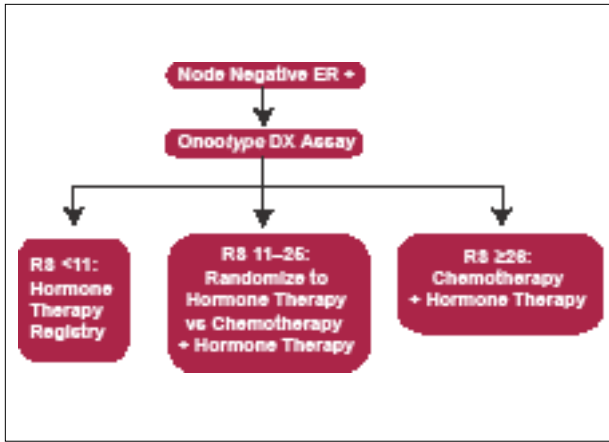 Node Negative ER +
Oncotype DX Assay
RS <11:
Hormone
Therapy
Registry
RS 11–25:
Randomize to
Hormone Therapy
vs Chemotherapy
+ Hormone Therapy
RS ≥26:
Chemotherapy
+ Hormone Therapy